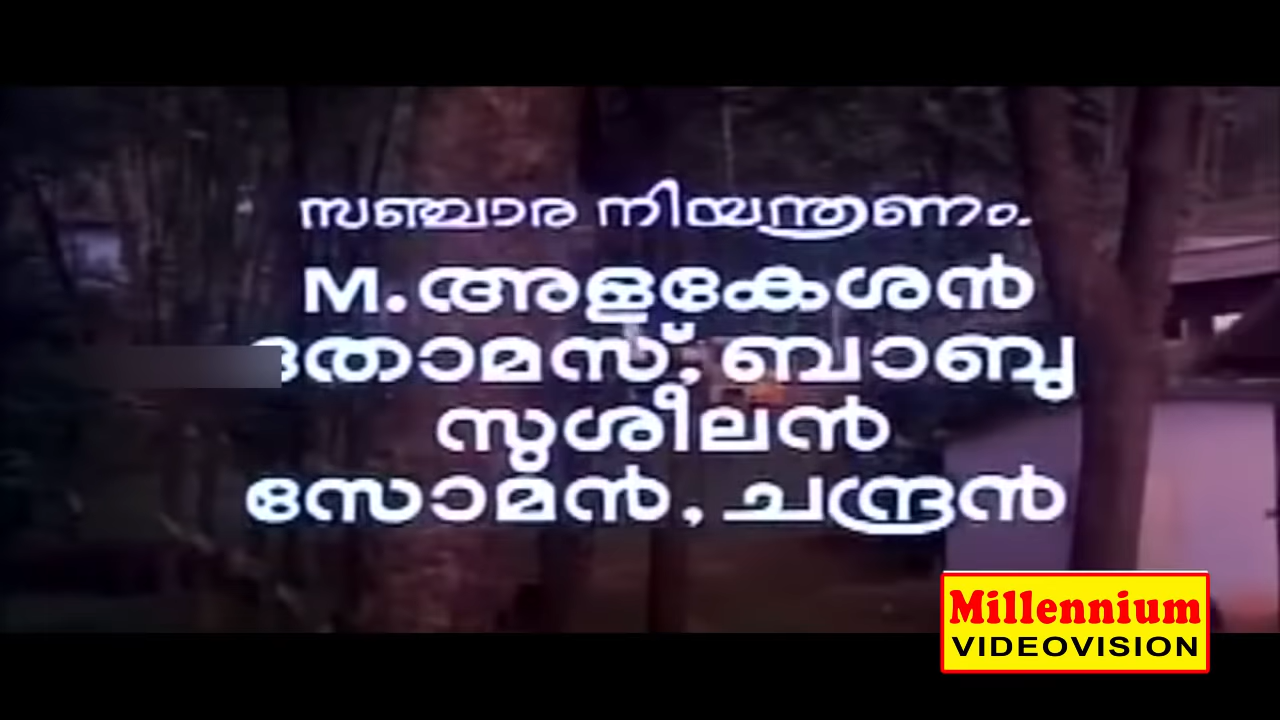 സഞ്ചാര നിയന്ത്രണം.
M.അളകേശൻ
തോമസ്, ബാബു
സുശീലൻ
സോമൻ, ചന്ദ്രൻ
Millennium
VIDEOVISION